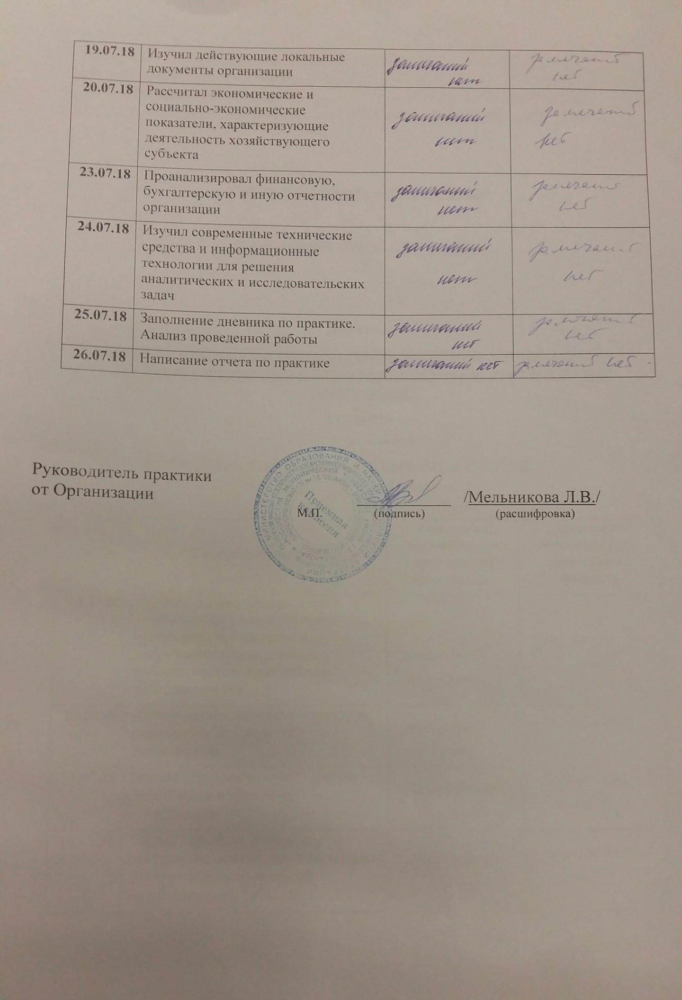 19.07.18
Изучил действующие локальные
документы организации
замечаний
нет
замечаний
нет
20.07.18
Рассчитал экономические и
социально-экономические
показатели, характеризующие
деятельность хозяйствующего
субъекта
замечаний
нет
замечаний
нет
23.07.18
Проанализировал финансовую,
бухгалтерскую и иную отчетности
организации
замечаний
нет
замечаний
нет
24.07.18
Изучил современные технические
средства и информационные
технологии для решения
аналитических и исследовательских
задач
замечаний
нет
замечаний
нет
25.07.18
Заполнение дневника по практике.
Анализ проведенной работы
замечаний
нет
замечаний
нет
26.07.18
Написание отчета по практике
замечаний нет
замечаний нет
Руководитель практики
от Организации
МИНИСТЕРСТВО ОБРАЗОВАНИЯ И НАУКИ РОССИЙСКОЙ ФЕДЕРАЦИИ
РОССИЙСКИЙ ЭКОНОМИЧЕСКИЙ УНИВЕРСИТЕТ
Приемная
комиссия
М.П.
(подпись)
/Мельникова Л.В./
(расшифровка)